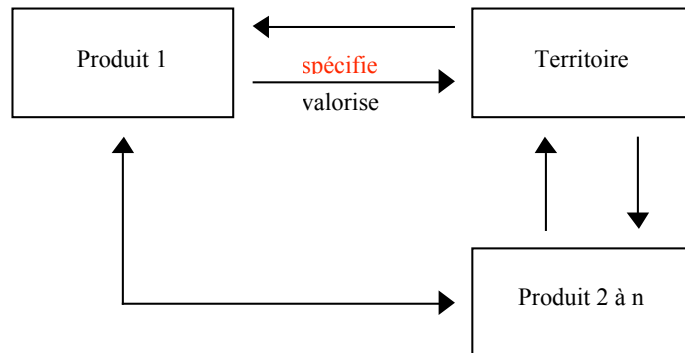 Produit 1
spécifie
valorise
Territoire
Produit 2 à n